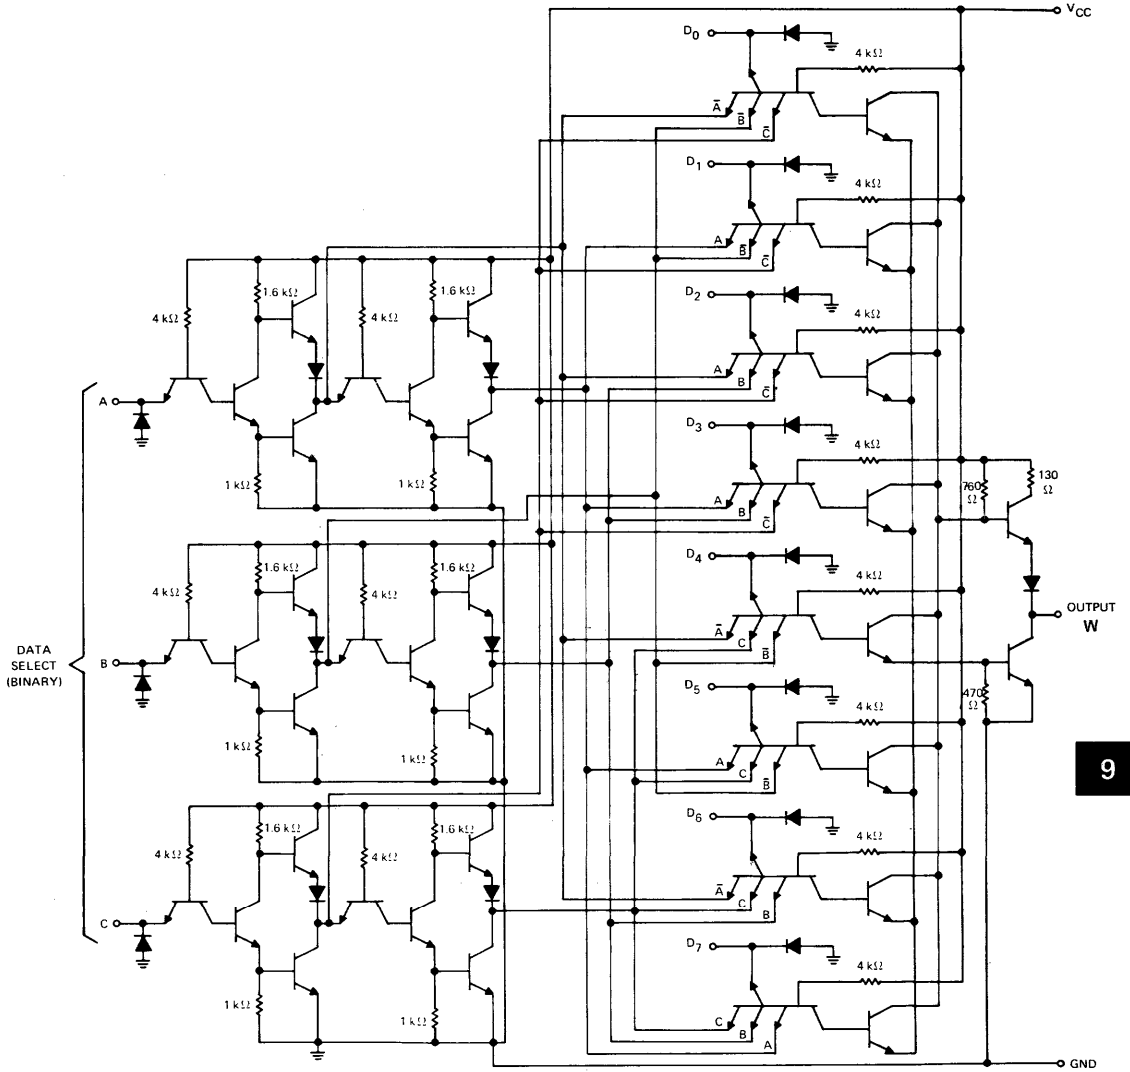 VCC
D0
4 kΩ
A̅
B̅
C̅
D1
4 kΩ
A
B̅
C̅
1.6 kΩ
1.6 kΩ
4 kΩ
4 kΩ
D2
4 kΩ
A
B
C̅
A
1 kΩ
1 kΩ
D3
4 kΩ
A
B
C̅
760
Ω
130
Ω
1.6 kΩ
1.6 kΩ
4 kΩ
4 kΩ
D4
4 kΩ
A̅
C
B̅
OUTPUT
W
DATA
SELECT
(BINARY)
B
1 kΩ
1 kΩ
D5
4 kΩ
A
C
B̅
470
Ω
9
1.6 kΩ
1.6 kΩ
4 kΩ
4 kΩ
D6
4 kΩ
A̅
C
B
C
1 kΩ
1 kΩ
D7
4 kΩ
C
B
A
GND